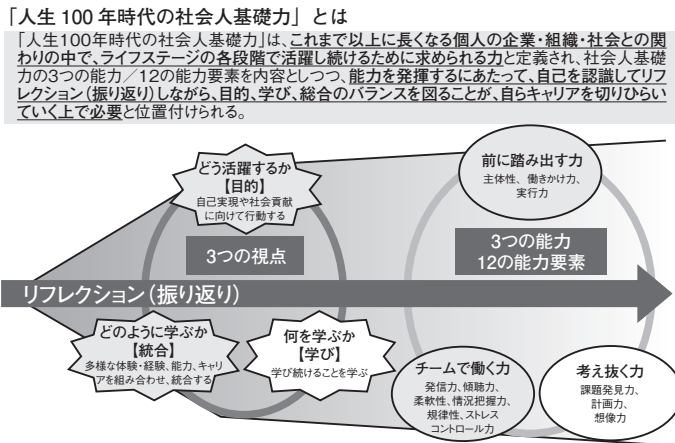 「人生 100 年時代の社会人基礎力」とは
「人生100年時代の社会人基礎力」は、これまで以上に長くなる個人の企業・組織・社会との関
わりの中で、ライフステージの各段階で活躍し続けるために求められる力と定義され、社会人基礎
力の3つの能力／12の能力要素を内容としつつ、能力を発揮するにあたって、自己を認識してリフ
レクション（振り返り）しながら、目的、学び、総合のバランスを図ることが、自らキャリアを切りひらい
ていく上で必要と位置付けられる。
どう活躍するか
【目的】
自己実現や社会貢献
に向けて行動する
前に踏み出す力
主体性、働きかけ力、
実行力
3つの視点
3つの能力
12の能力要素
リフレクション（振り返り）
どのように学ぶか
【統合】
多様な体験・経験、能力、キャリ
アを組み合わせ、統合する
何を学ぶか
【学び】
学び続けることを学ぶ
チームで働く力
発信力、傾聴力、
柔軟性、情況把握力、
規律性、ストレス
コントロール力
考え抜く力
課題発見力、
計画力、
想像力